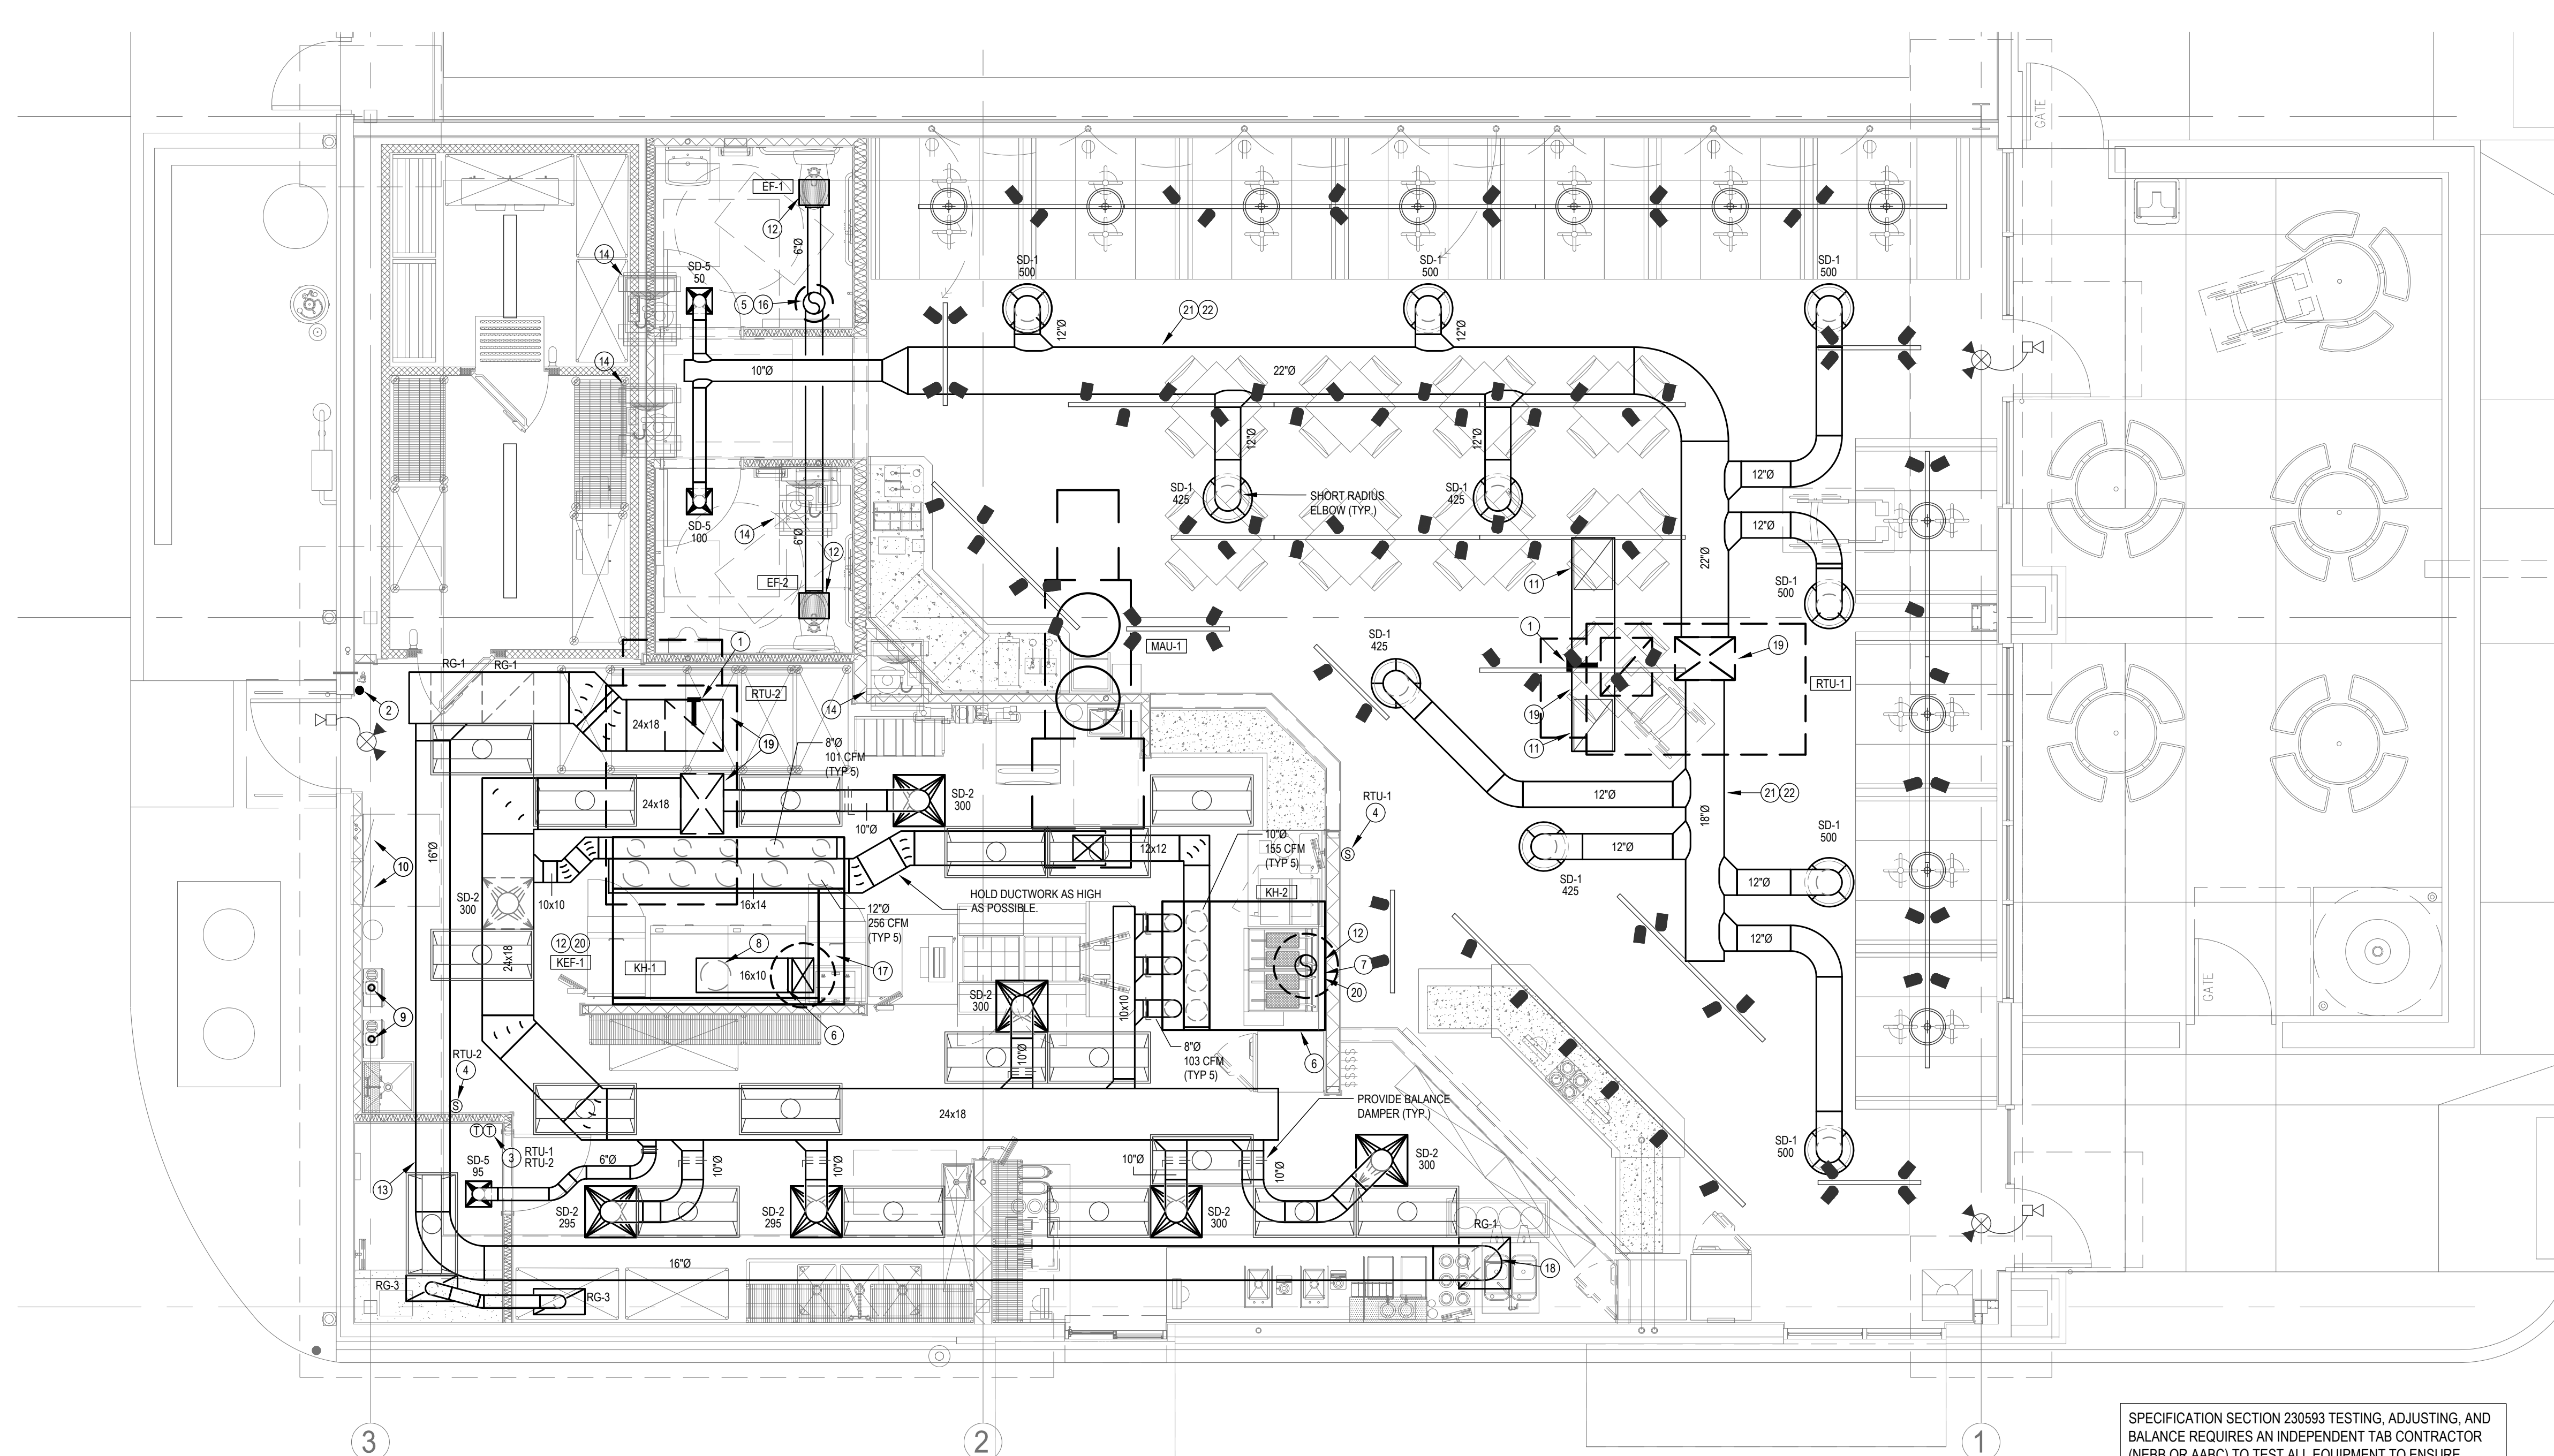 GATE
EF-1
12
6"Ø
14
SD-5
50
5 16
SD-1
500
SD-1
500
SD-1
500
12"Ø
12"Ø
21 22
14
10"Ø
22"Ø
12"Ø
12"Ø
12"Ø
SD-1
425
SHORT RADIUS
ELBOW (TYP.)
SD-1
425
12"Ø
SD-5
100
14
6"Ø
12
EF-2
22"Ø
11
SD-1
500
MAU-1
1
SD-1
425
1
19
RG-1
RG-1
RTU-2
RTU-1
2
24x18
14
19
19
11
8"Ø
101 CFM
(TYP 5)
24x18
SD-2
300
10"Ø
RTU-1
4
S
12"Ø
21 22
18"Ø
SD-1
500
16"Ø
10
10"Ø
155 CFM
(TYP 5)
12x12
12"Ø
SD-1
425
12"Ø
SD-2
300
10x10
16x14
HOLD DUCTWORK AS HIGH
AS POSSIBLE.
KH-2
12"Ø
256 CFM
(TYP 5)
12 20
KEF-1
KH-1
8
16x10
17
12
7
20
12"Ø
24x18
9
SD-2
300
10x10
6
GATE
RTU-2
4
S
10"Ø
8"Ø
103 CFM
(TYP 5)
6
24x18
PROVIDE BALANCE
DAMPER (TYP.)
T T
3
RTU-1
RTU-2
SD-5
95
6"Ø
10"Ø
10"Ø
10"Ø
10"Ø
SD-2
300
SD-1
500
13
SD-2
295
SD-2
295
SD-2
300
RG-1
16"Ø
18
RG-3
RG-3
3
2
1
SPECIFICATION SECTION 230593 TESTING, ADJUSTING, AND
BALANCE REQUIRES AN INDEPENDENT TAB CONTRACTOR
(NEBB OR AABC) TO TEST ALL EQUIPMENT TO ENSURE